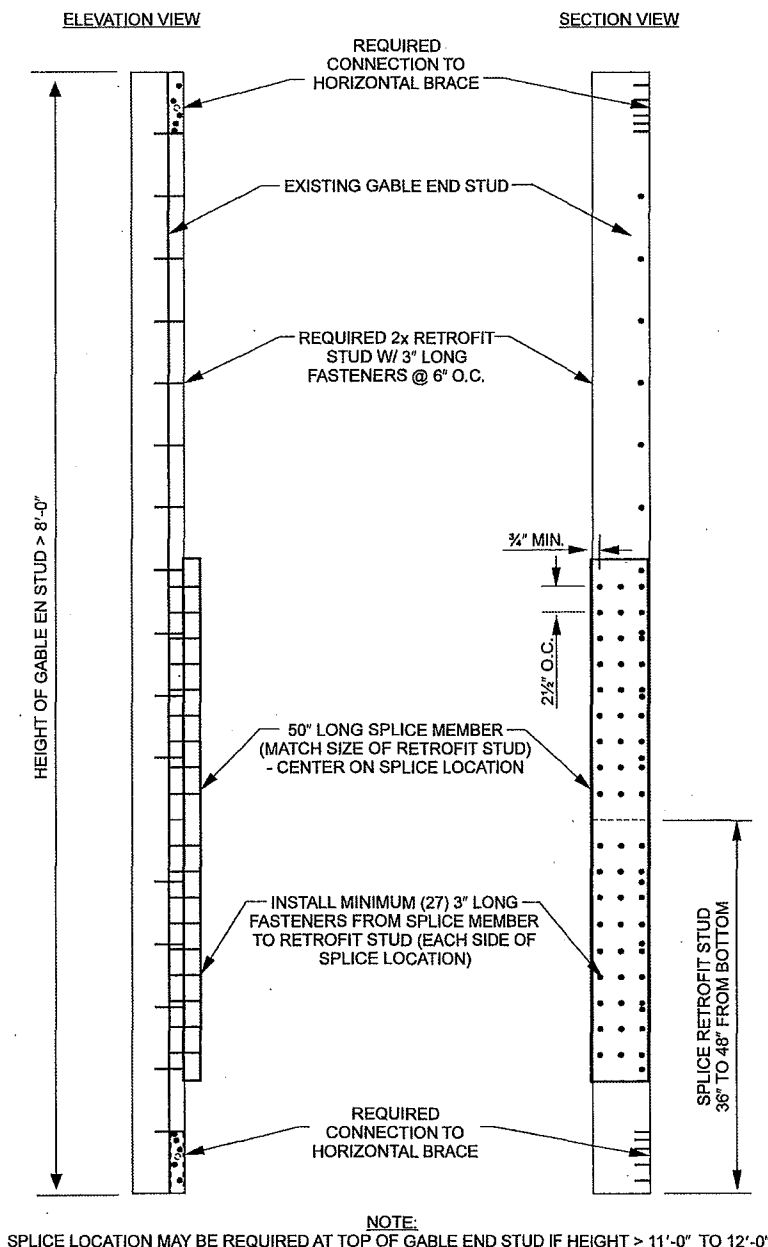 ELEVATION VIEW
SECTION VIEW
REQUIRED
CONNECTION TO
HORIZONTAL BRACE
EXISTING GABLE END STUD
REQUIRED 2x RETROFIT
STUD W/ 3" LONG
FASTENERS @ 6" O.C.
HEIGHT OF GABLE EN STUD > 8'-0"
¾" MIN.
2½" O.C.
50" LONG SPLICE MEMBER
(MATCH SIZE OF RETROFIT STUD)
- CENTER ON SPLICE LOCATION
INSTALL MINIMUM (27) 3" LONG
FASTENERS FROM SPLICE MEMBER
TO RETROFIT STUD (EACH SIDE OF
SPLICE LOCATION)
SPLICE RETROFIT STUD
36" TO 48" FROM BOTTOM
REQUIRED
CONNECTION TO
HORIZONTAL BRACE
NOTE:
SPLICE LOCATION MAY BE REQUIRED AT TOP OF GABLE END STUD IF HEIGHT > 11'-0" TO 12'-0"